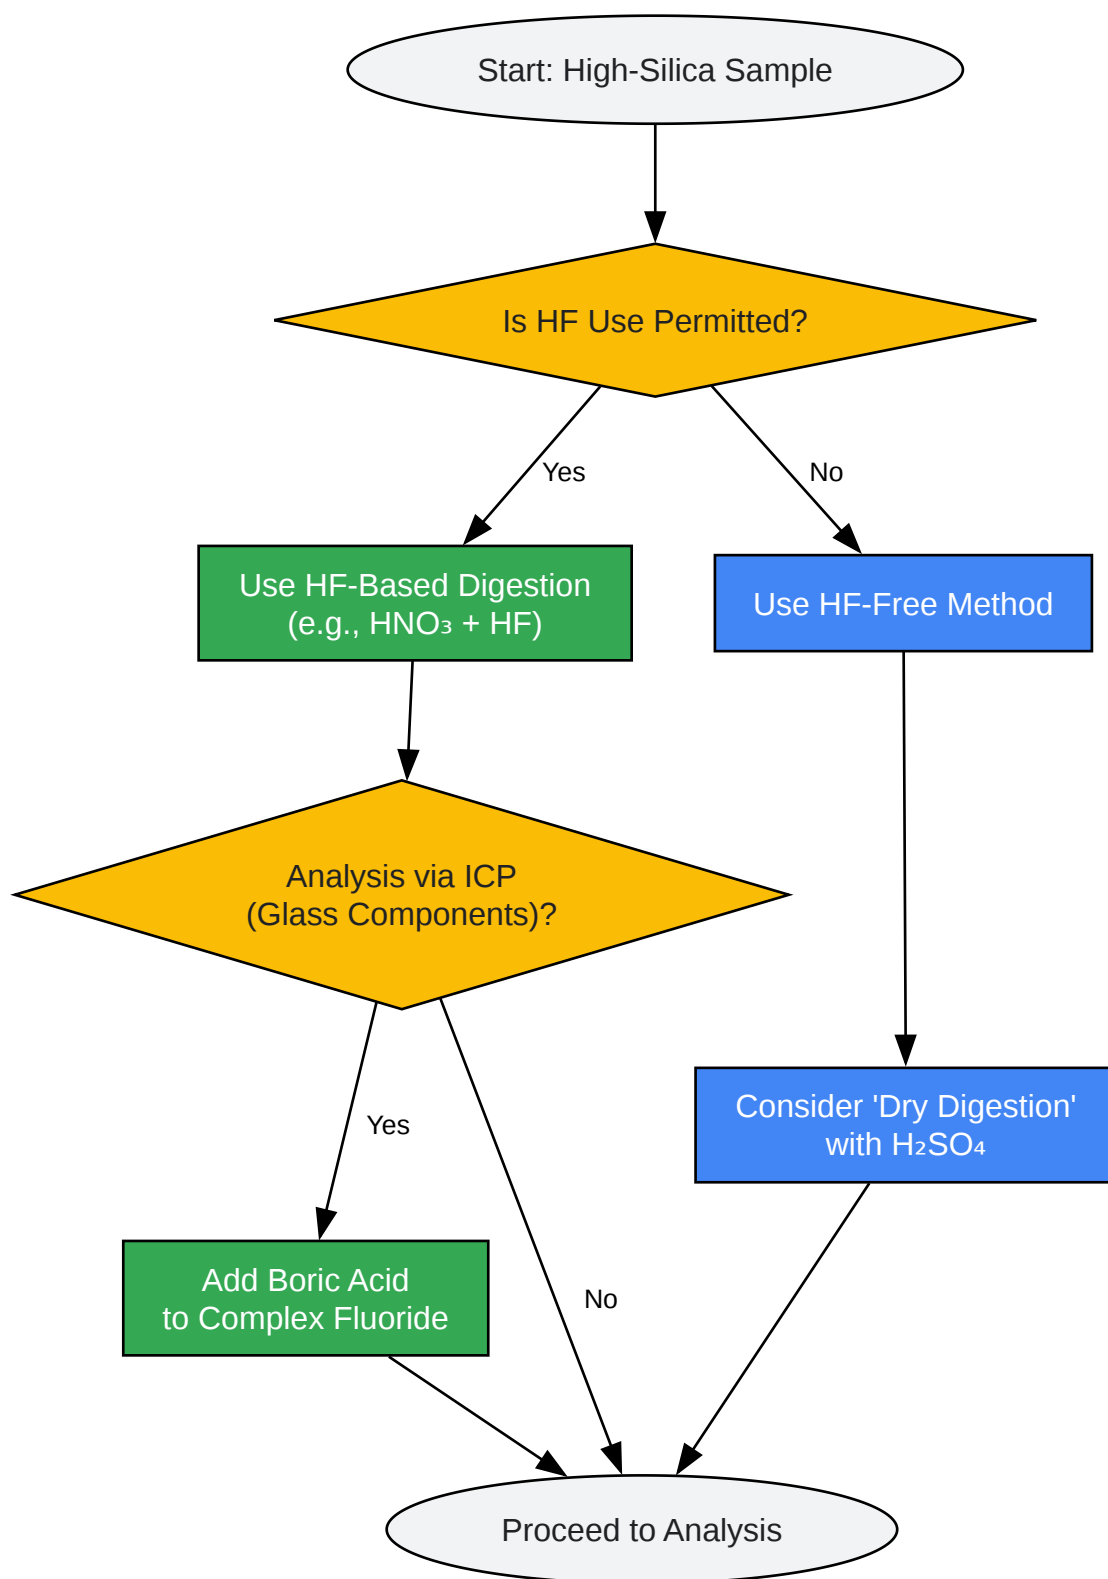 Start: High-Silica Sample
Is HF Use Permitted?
Yes
No
Use HF-Based Digestion
(e.g., HNO₃ + HF)
Use HF-Free Method
Analysis via ICP
(Glass Components)?
Consider 'Dry Digestion'
with H₂SO₄
Yes
Add Boric Acid
to Complex Fluoride
No
Proceed to Analysis